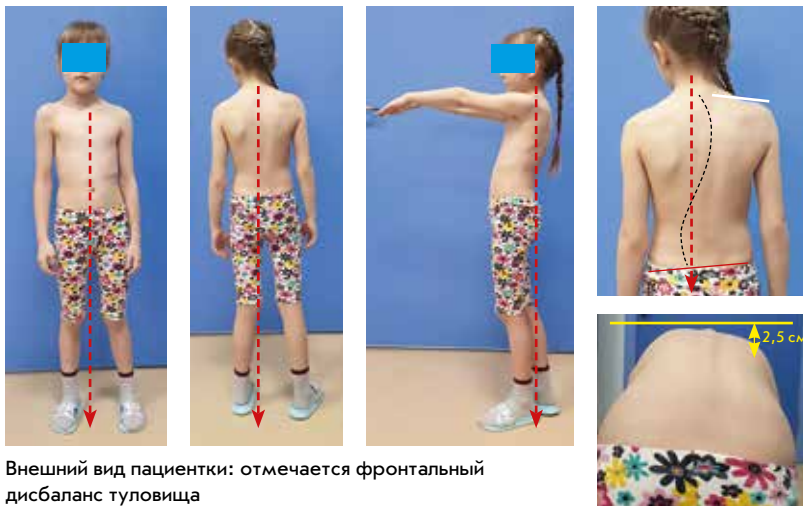 2,5 см
Внешний вид пациентки: отмечается фронтальный
дисбаланс туловища